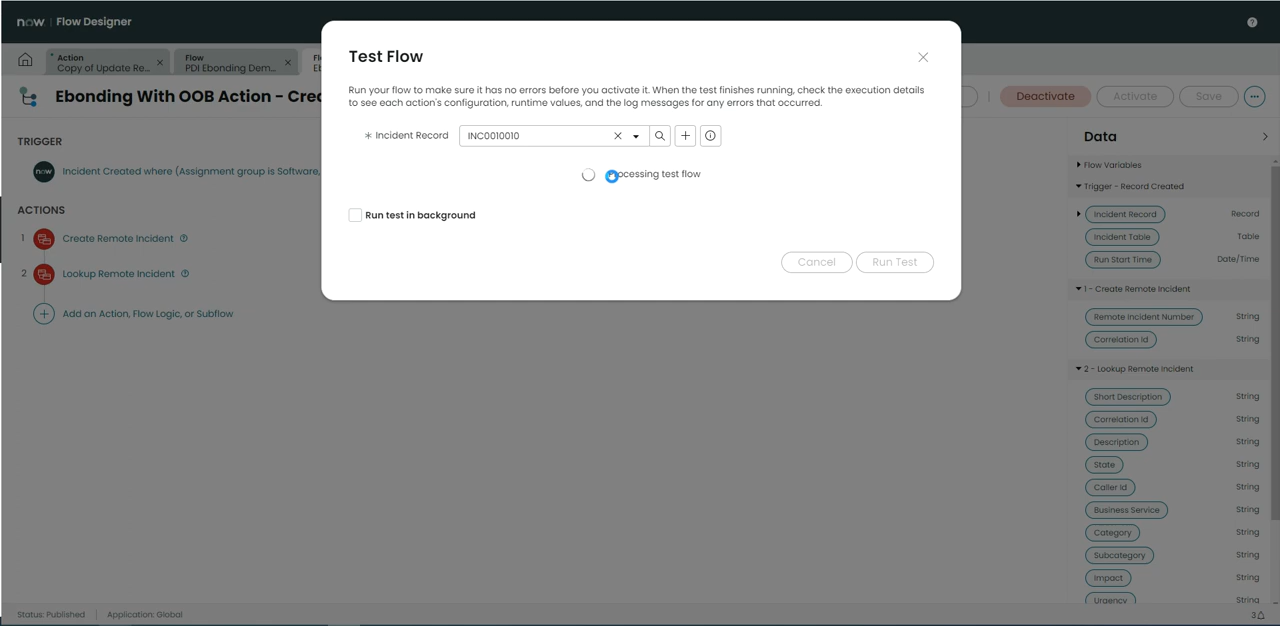 now Flow Designer
Action
Copy of Update Re...
Flow
PDI Ebonding Dem...
Ebonding With OOB Action - Crec
Deactivate
Activate
Save
TRIGGER
now
Incident Created where (Assignment group is Software,
ACTIONS
1 Create Remote Incident
2 Lookup Remote Incident
Add an Action, Flow Logic, or Subflow
Test Flow
Run your flow to make sure it has no errors before you activate it. When the test finishes running, check the execution details
to see each action's configuration, runtime values, and the log messages for any errors that occurred.
* Incident Record INC0010010
ocessing test flow
Run test in background
Cancel
Run Test
Data
Flow Variables
Trigger - Record Created
Incident Record Record
Incident Table Table
Run Start Time Date/Time
1 - Create Remote Incident
Remote Incident Number String
Correlation Id String
2 - Lookup Remote Incident
Short Description String
Correlation Id String
Description String
State String
Caller Id String
Business Service String
Category String
Subcategory String
Impact String
Urgency String
Status: Published | Application: Global
3